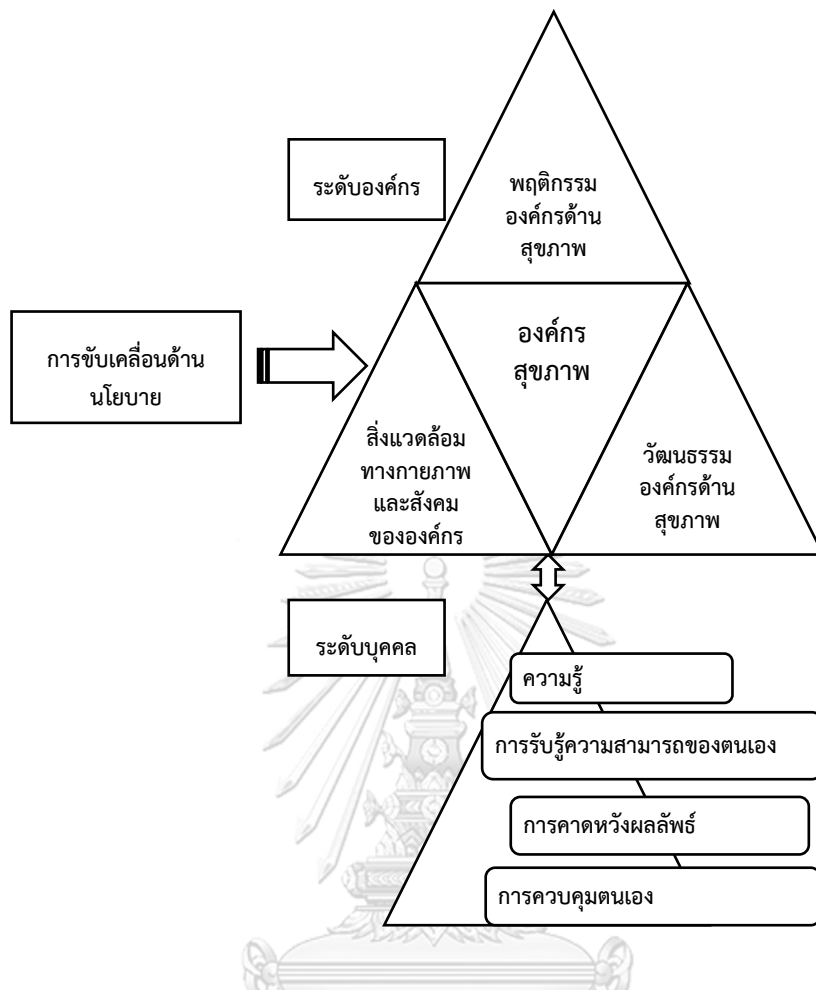 ระดับองค์กร
พฤติกรรม
องค์กรด้าน
สุขภาพ
องค์กร
สุขภาพ
การขับเคลื่อนด้าน
นโยบาย
สิ่งแวดล้อม
ทางกายภาพ
และสังคม
ขององค์กร
วัฒนธรรม
องค์กรด้าน
สุขภาพ
ระดับบุคคล
ความรู้
การรับรู้ความสามารถของตนเอง
การคาดหวังผลลัพธ์
การควบคุมตนเอง